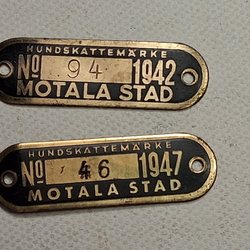 HUNDSKATTEMÄRKE
No 94 1942
MOTALA STAD
HUNDSKATTEMÄRKE
No 46 1947
MOTALA STAD